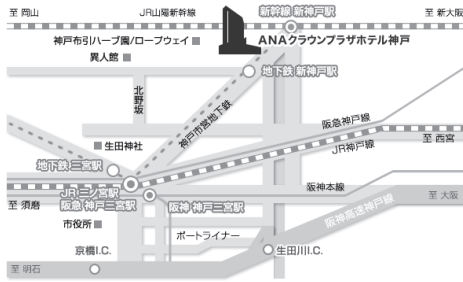 至 岡山
JR山陽新幹線
新幹線 新神戸駅
至 新大阪
神戸布引ハーブ園/ロープウェイ
ANAクラウンプラザホテル神戸
異人館
地下鉄 新神戸駅
北野坂
神戸市営地下鉄
阪急神戸線
生田神社
JR神戸線
至 西宮
地下鉄 三宮駅
JR 三ノ宮駅
阪神本線
至 大阪
至 須磨
阪急 神戸三宮駅
阪神 神戸三宮駅
阪神高速神戸線
市役所
ポートライナー
京橋I.C.
生田川I.C.
至 明石